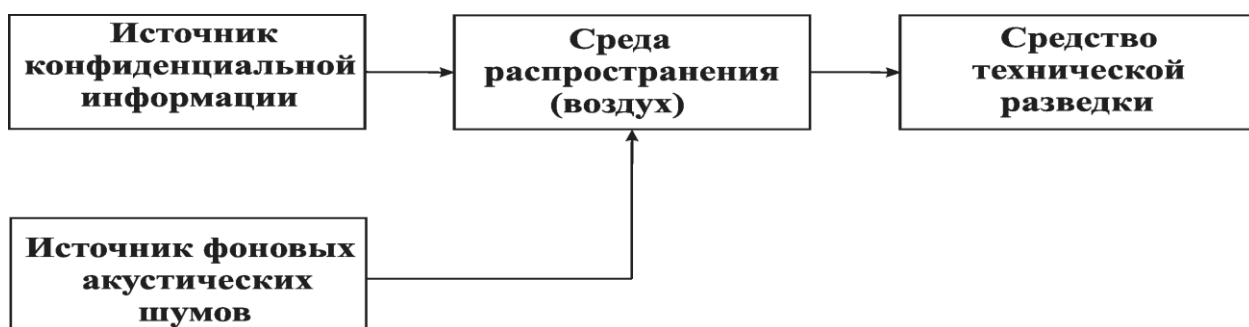 Источник
конфиденциальной
информации
Среда
распространения
(воздух)
Средство
технической
разведки
Источник фоновых
акустических
шумов